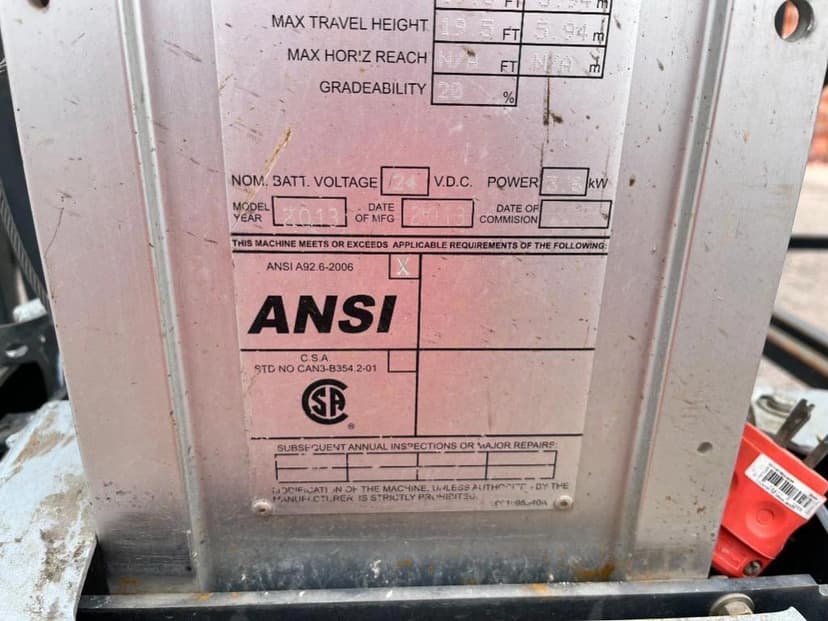 MAX TRAVEL HEIGHT 19.5 FT 5.94 m
MAX HORIZ REACH N/A FT N/A m
GRADEABILITY 20 %
NOM. BATT. VOLTAGE 24 V.D.C. POWER kW
MODEL YEAR 2013 DATE OF MFG 2013 DATE OF COMMISION
THIS MACHINE MEETS OR EXCEEDS APPLICABLE REQUIREMENTS OF THE FOLLOWING:
ANSI A92.6-2006 X
ANSI
C.S.A.
STD NO CAN3-B354.2-01
SA
®
SUBSEQUENT ANNUAL INSPECTIONS OR MAJOR REPAIRS:
MODIFICATION OF THE MACHINE, UNLESS AUTHORIZED BY THE
MANUFACTURER IS STRICTLY PROHIBITED.